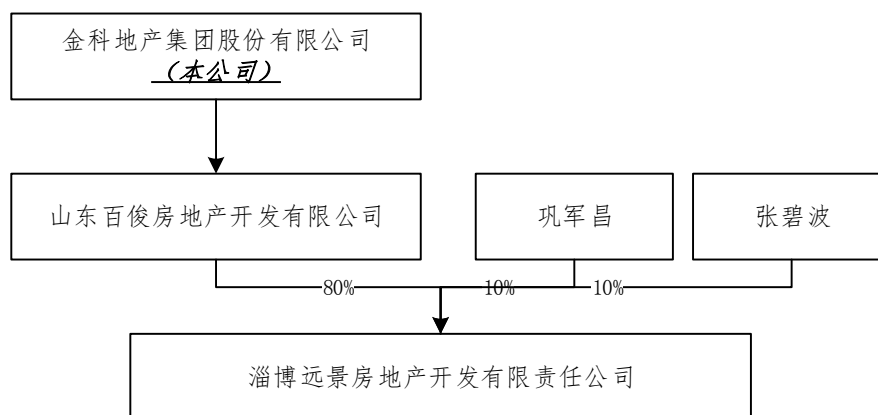 金科地产集团股份有限公司
（本公司）
山东百俊房地产开发有限公司
巩军昌
张碧波
80%
10%
10%
淄博远景房地产开发有限责任公司